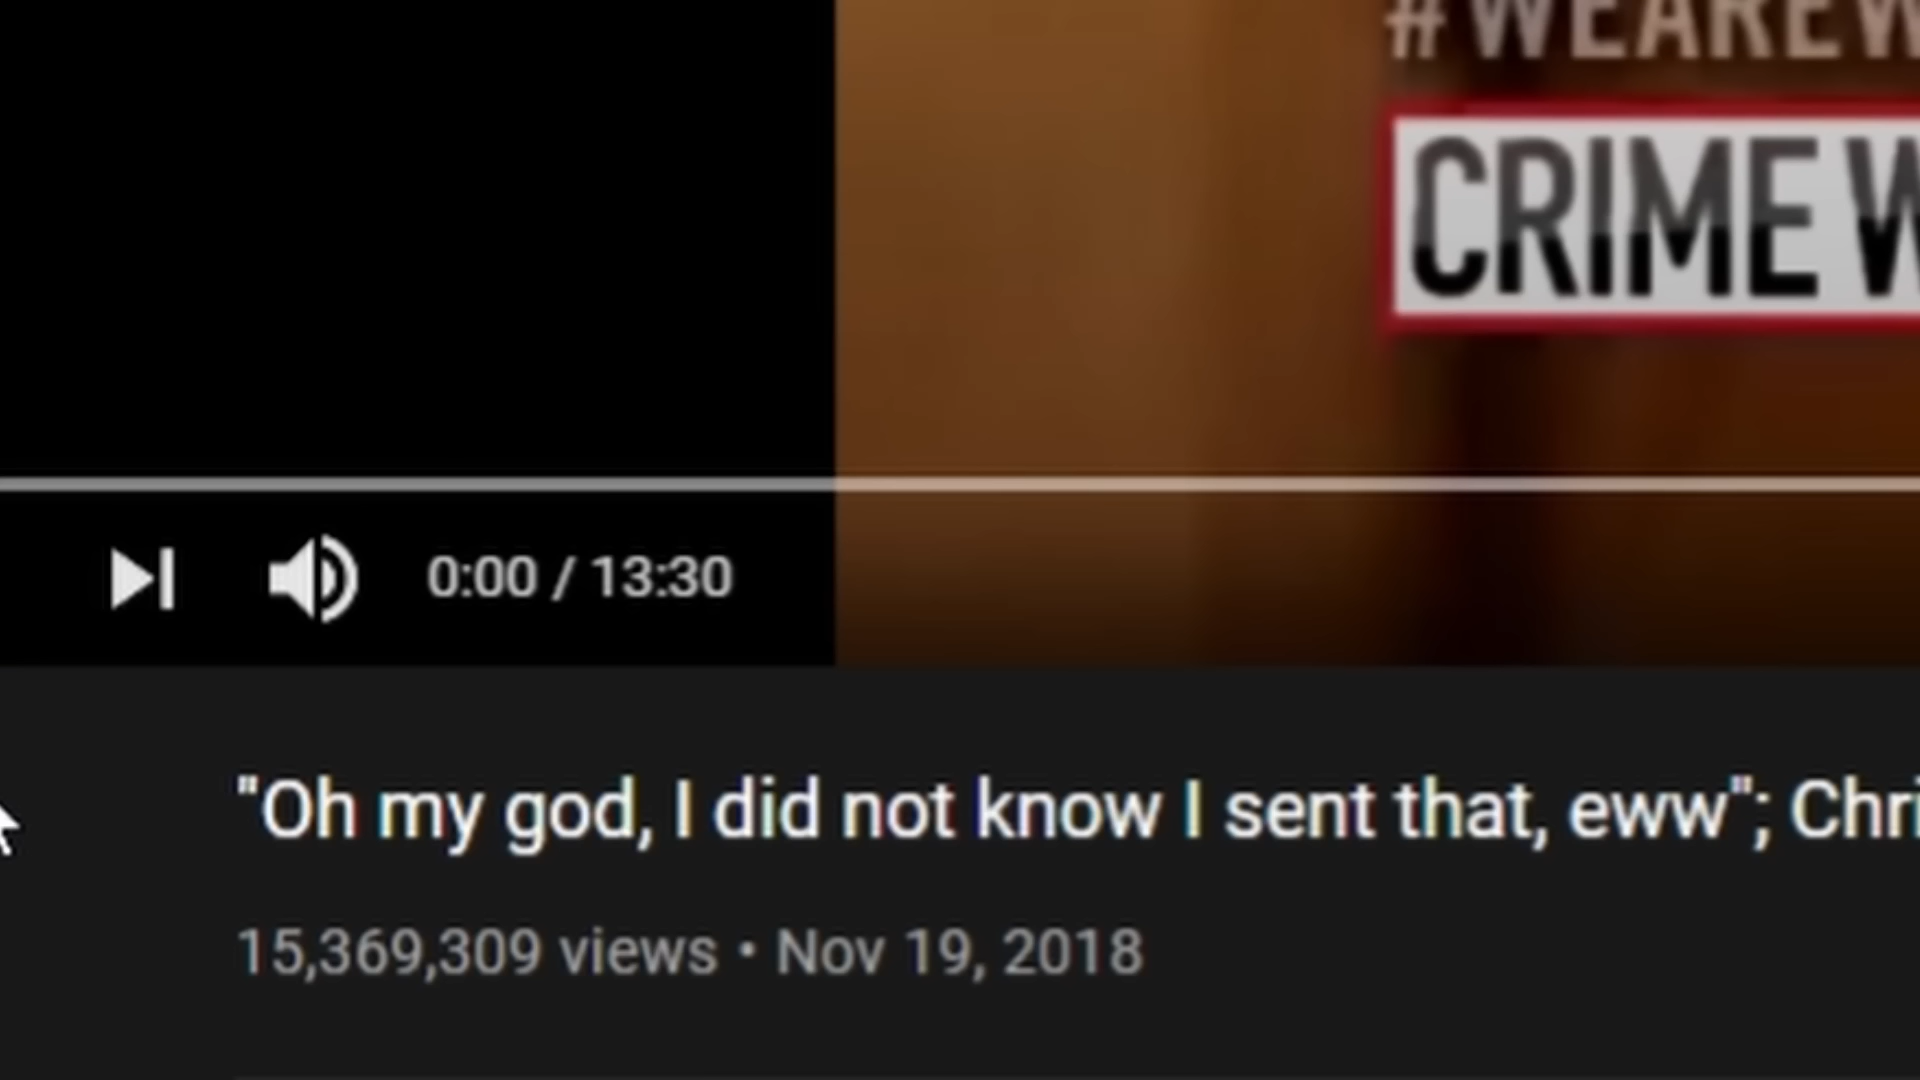 #WEAREW
CRIME W
0:00 / 13:30
"Oh my god, I did not know I sent that, eww"; Chri
15,369,309 views • Nov 19, 2018